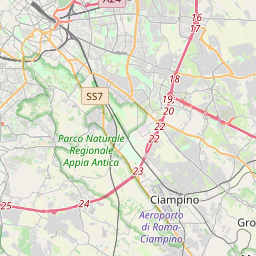 A24
16
17
18
19;
20
SS7
22
22
Parco Naturale
Regionale
Appia Antica
23
25
24
Ciampino
Aeroporto
di Roma-
Ciampino
Gro